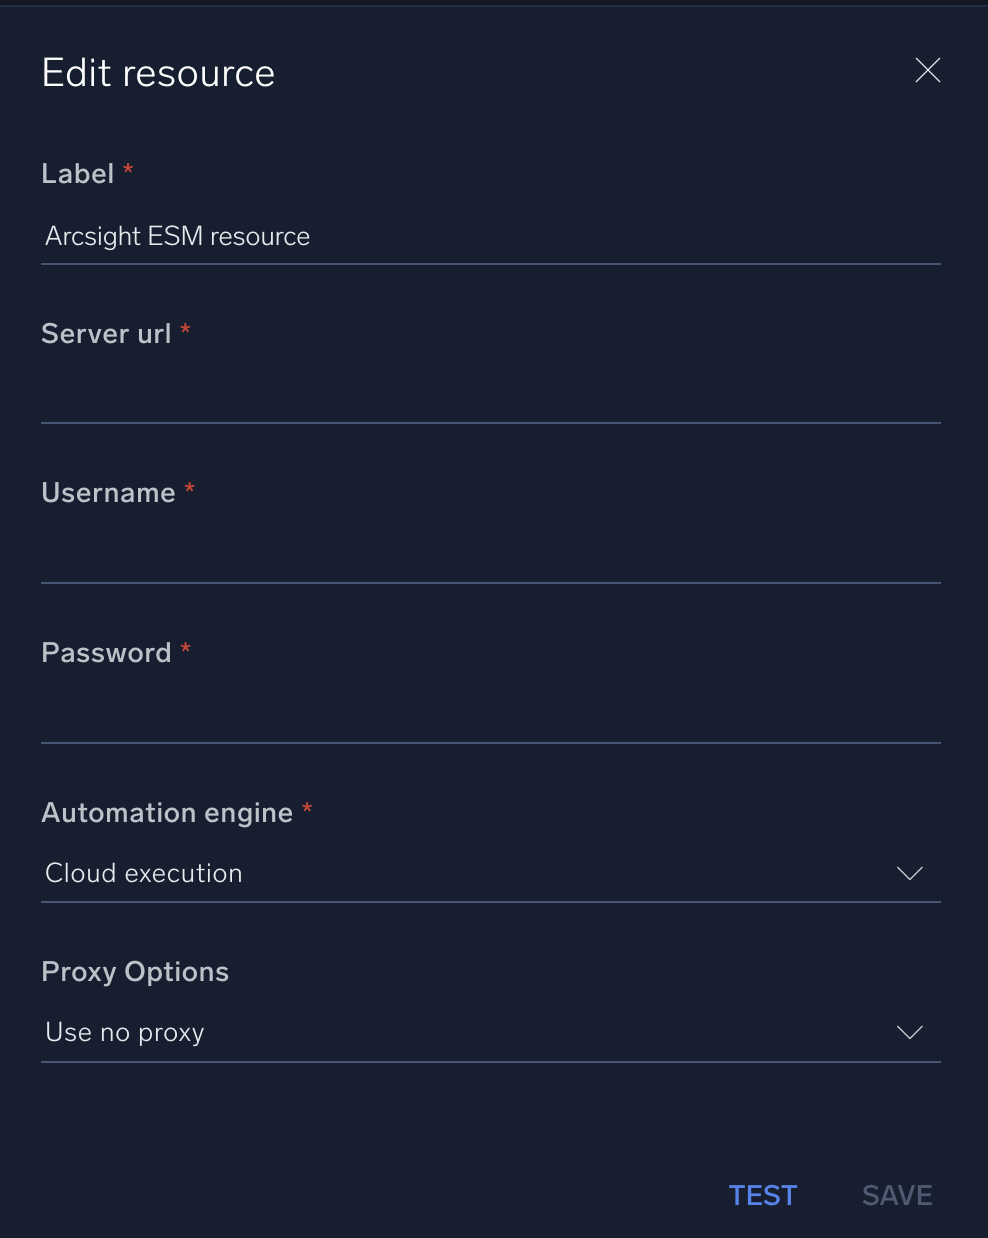 Edit resource
Label *
Arcsight ESM resource
Server url *
Username *
Password *
Automation engine *
Cloud execution
Proxy Options
Use no proxy
TEST SAVE